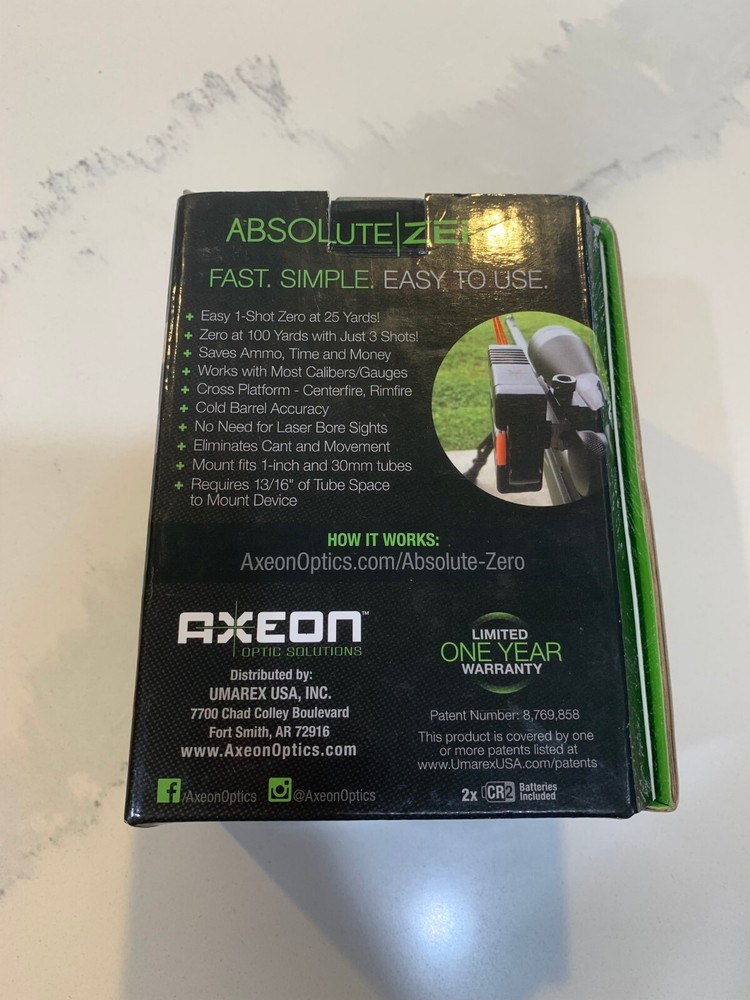 ABSOLUTE|ZER
FAST. SIMPLE. EASY TO USE.
+ Easy 1-Shot Zero at 25 Yards!
+ Zero at 100 Yards with Just 3 Shots!
+ Saves Ammo, Time and Money
+ Works with Most Calibers/Gauges
+ Cross Platform - Centerfire, Rimfire
+ Cold Barrel Accuracy
+ No Need for Laser Bore Sights
+ Eliminates Cant and Movement
+ Mount fits 1-inch and 30mm tubes
+ Requires 13/16" of Tube Space
to Mount Device
HOW IT WORKS:
AxeonOptics.com/Absolute-Zero
AXEON™
OPTIC SOLUTIONS
Distributed by:
UMAREX USA, INC.
7700 Chad Colley Boulevard
Fort Smith, AR 72916
www.AxeonOptics.com
f/AxeonOptics @AxeonOptics
LIMITED
ONE YEAR
WARRANTY
Patent Number: 8,769,858
This product is covered by one
or more patents listed at
www.UmarexUSA.com/patents
2x CR2 Batteries
Included